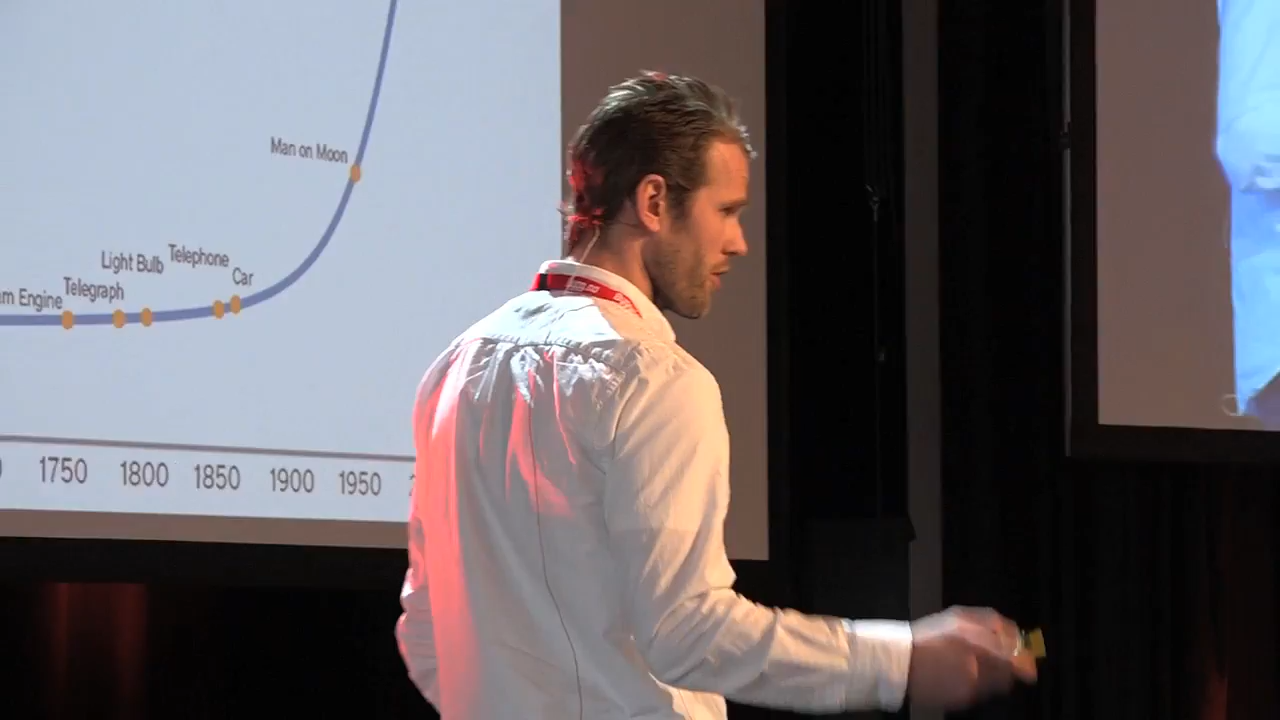 Man on Moon
Telephone
Light Bulb
Car
Telegraph
am Engine
1750 1800 1850 1900 1950